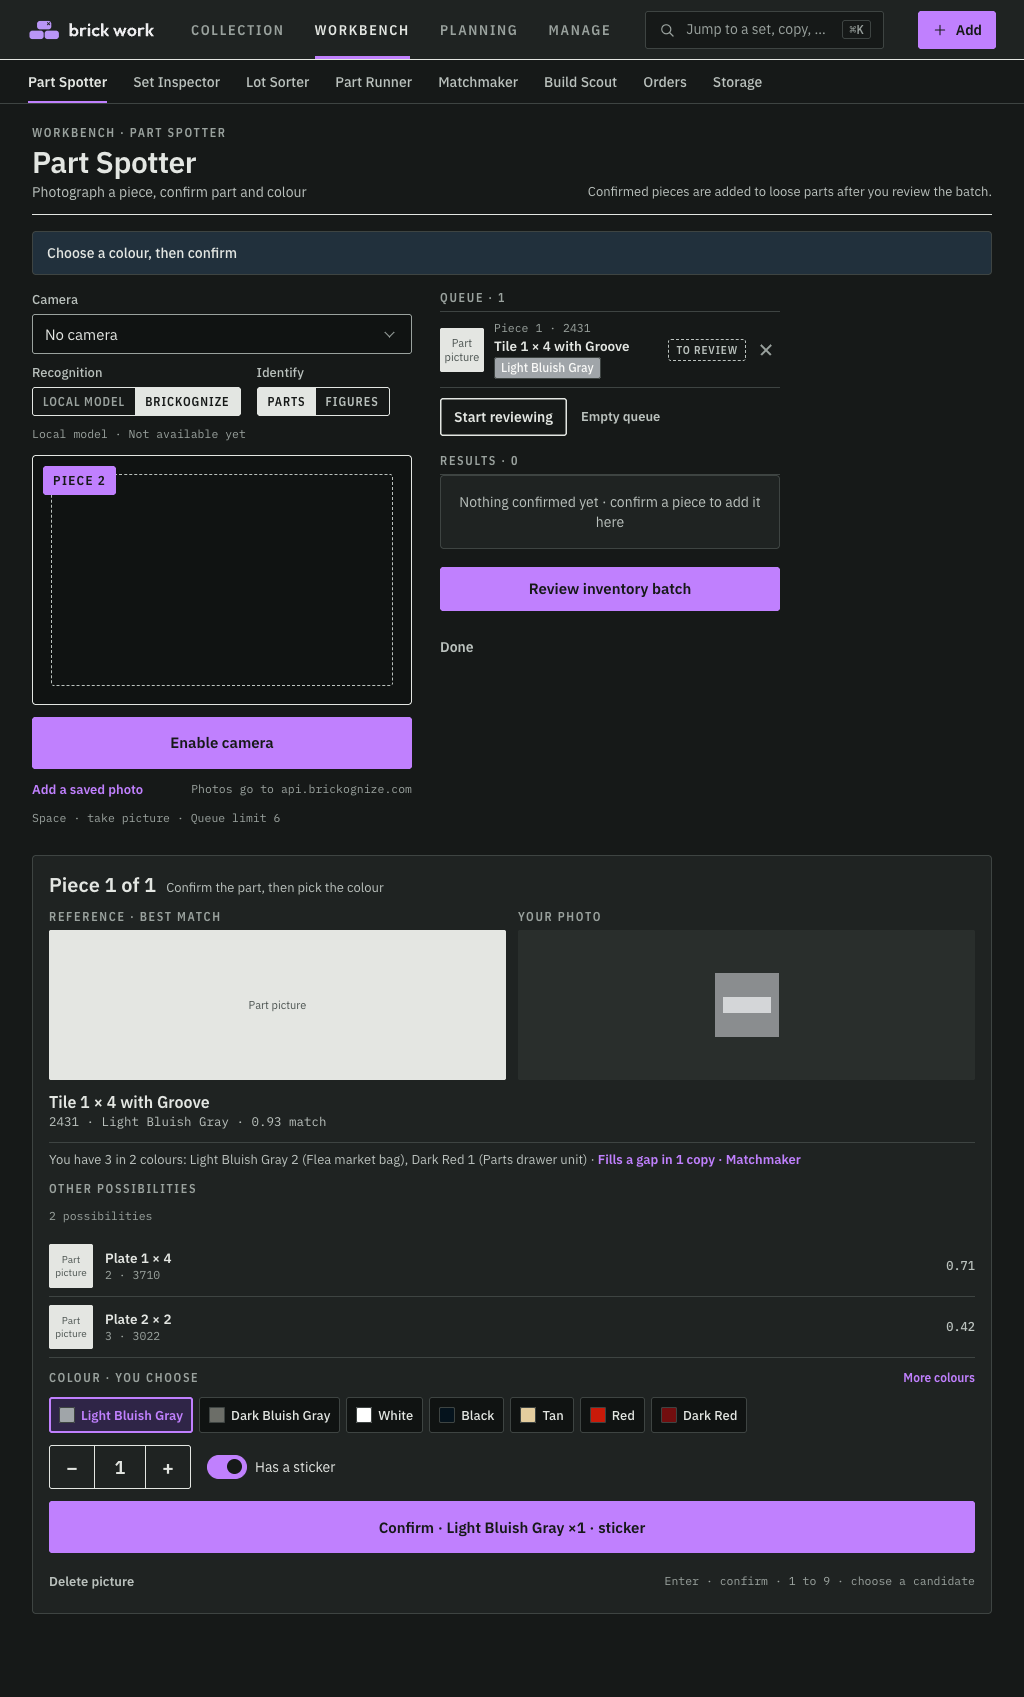 brick work
COLLECTION
WORKBENCH
PLANNING
MANAGE
Jump to a set, copy, ...
⌘K
+ Add
Part Spotter
Set Inspector
Lot Sorter
Part Runner
Matchmaker
Build Scout
Orders
Storage
WORKBENCH · PART SPOTTER
Part Spotter
Photograph a piece, confirm part and colour
Confirmed pieces are added to loose parts after you review the batch.
Choose a colour, then confirm
Camera
No camera
Recognition
LOCAL MODEL
BRICKOGNIZE
Identify
PARTS
FIGURES
Local model · Not available yet
PIECE 2
Enable camera
Add a saved photo
Photos go to api.brickognize.com
Space · take picture · Queue limit 6
QUEUE · 1
Part
picture
Piece 1 · 2431
Tile 1 × 4 with Groove
Light Bluish Gray
TO REVIEW
Start reviewing
Empty queue
RESULTS · 0
Nothing confirmed yet · confirm a piece to add it
here
Review inventory batch
Done
Piece 1 of 1
Confirm the part, then pick the colour
REFERENCE · BEST MATCH
Part picture
YOUR PHOTO
Tile 1 × 4 with Groove
2431 · Light Bluish Gray · 0.93 match
You have 3 in 2 colours: Light Bluish Gray 2 (Flea market bag), Dark Red 1 (Parts drawer unit) · Fills a gap in 1 copy · Matchmaker
OTHER POSSIBILITIES
2 possibilities
Part
picture
Plate 1 × 4
2 · 3710
0.71
Part
picture
Plate 2 × 2
3 · 3022
0.42
COLOUR · YOU CHOOSE
More colours
Light Bluish Gray
Dark Bluish Gray
White
Black
Tan
Red
Dark Red
− 1 +
Has a sticker
Confirm · Light Bluish Gray ×1 · sticker
Delete picture
Enter · confirm · 1 to 9 · choose a candidate